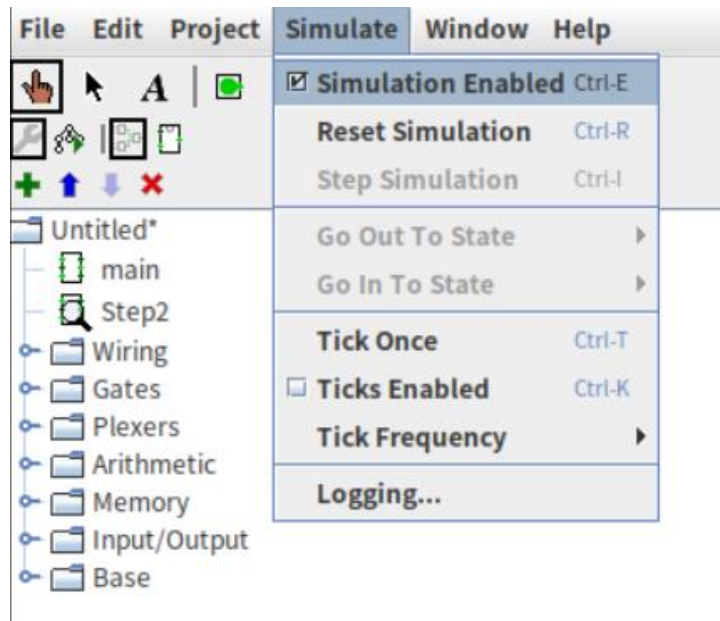 File Edit Project Simulate Window Help
A
Simulation Enabled Ctrl-E
Reset Simulation Ctrl-R
Step Simulation Ctrl-I
Go Out To State
Go In To State
Tick Once Ctrl-T
Ticks Enabled Ctrl-K
Tick Frequency
Logging...
Untitled*
main
Step2
Wiring
Gates
Plexers
Arithmetic
Memory
Input/Output
Base